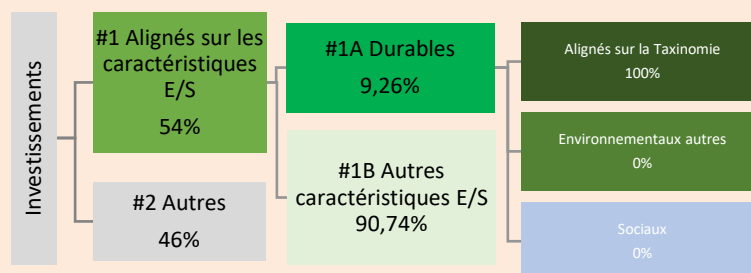 Investissements
#1 Alignés sur les
caractéristiques
E/S
54%
#2 Autres
46%
#1A Durables
9,26%
#1B Autres
caractéristiques E/S
90,74%
Alignés sur la Taxinomie
100%
Environnementaux autres
0%
Sociaux
0%